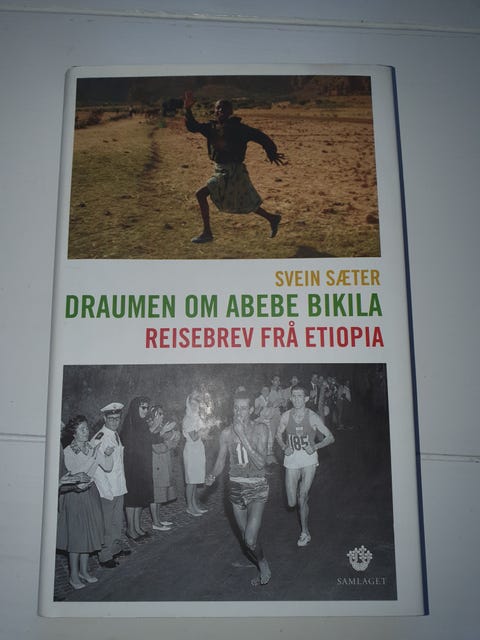 SVEIN SÆTER
DRAUMEN OM ABEBE BIKILA
REISEBREV FRÅ ETIOPIA
11
185
SAMLAGET